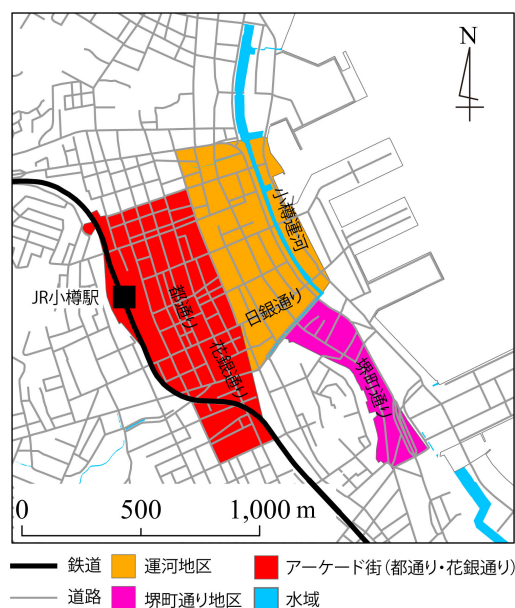 N
小樽運河
JR小樽駅
都通り
日銀通り
花銀通り
堺町通り
0 500 1,000 m
鉄道 運河地区 アーケード街(都通り・花銀通り)
道路 堺町通り地区 水域